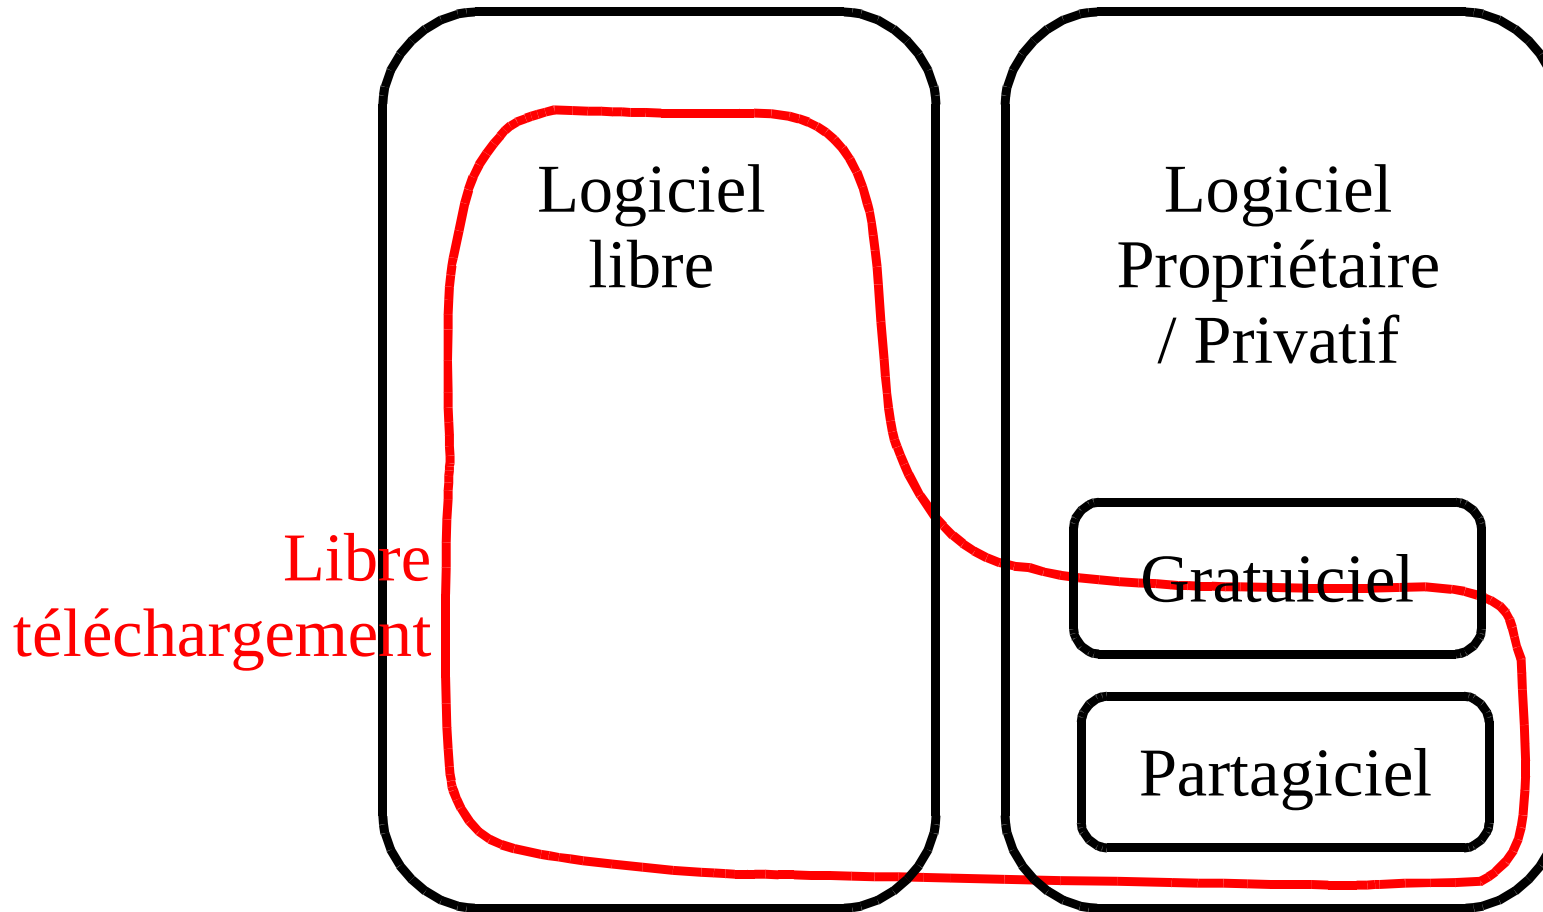 Logiciel
libre
Logiciel
Propriétaire
/ Privatif
Libre
téléchargement
Gratuiciel
Partagiciel